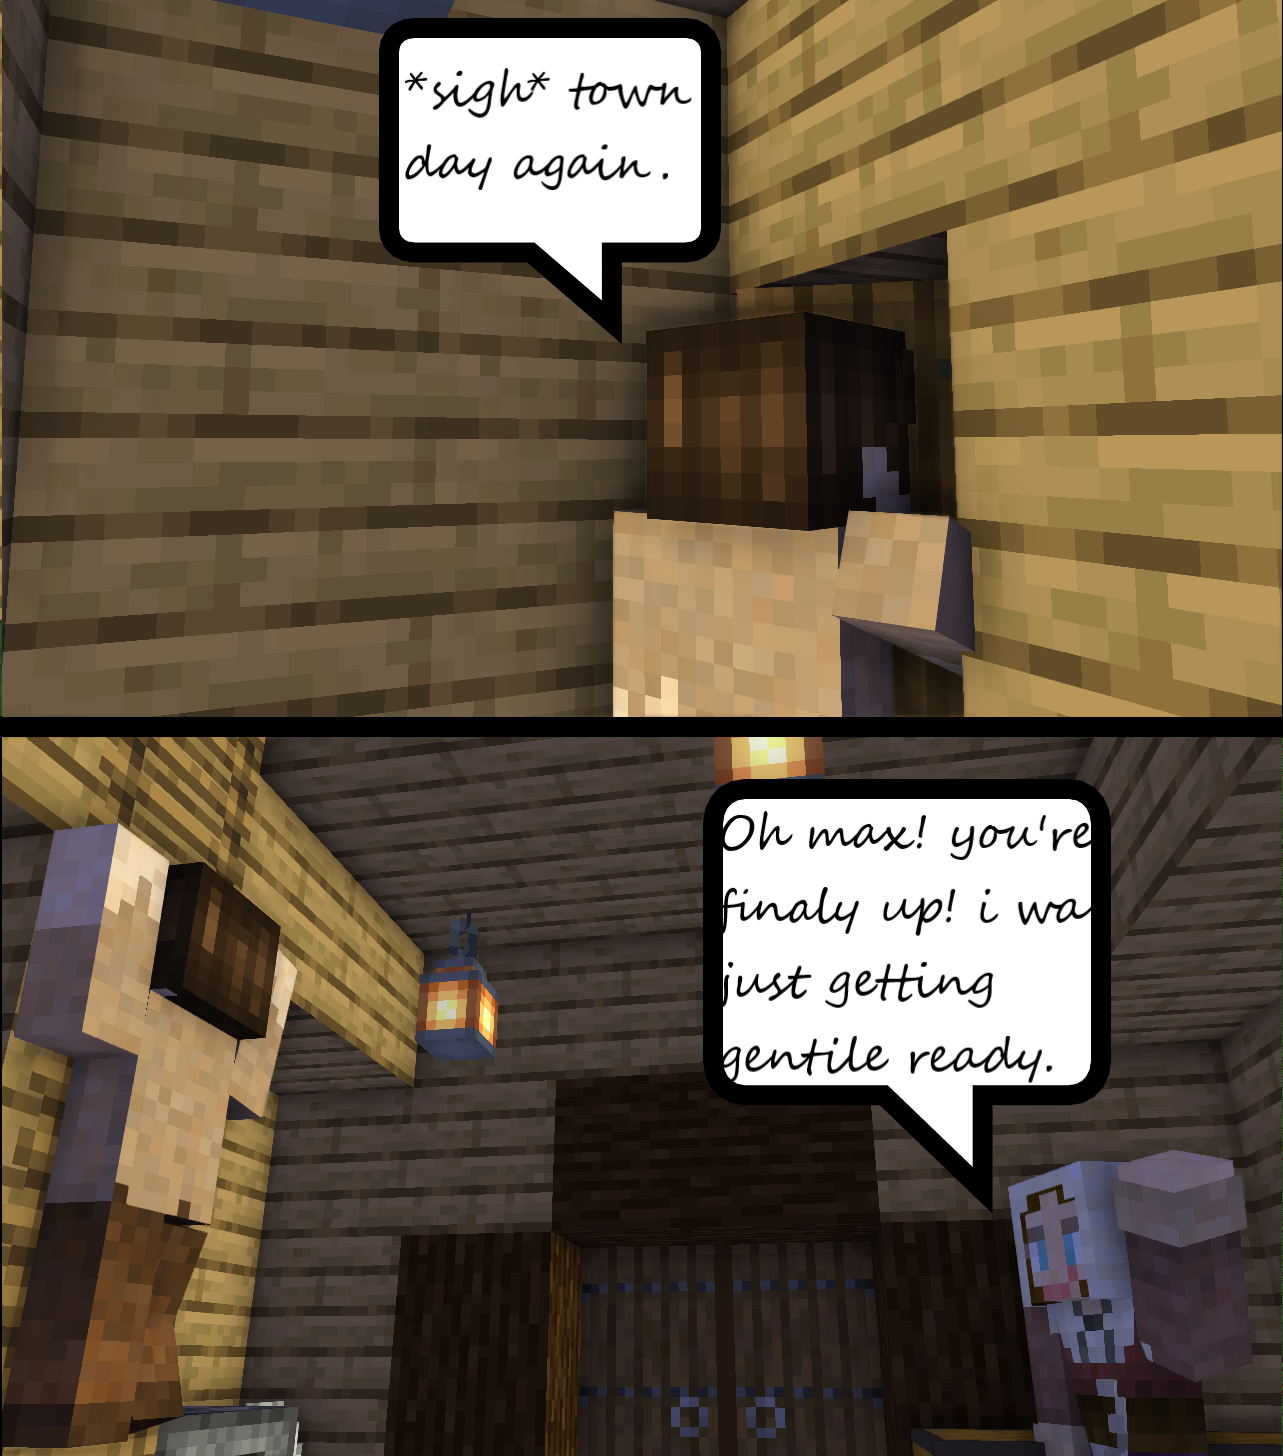 *sigh* town
day again.
Oh max! you're
finaly up! i wa
just getting
gentile ready.